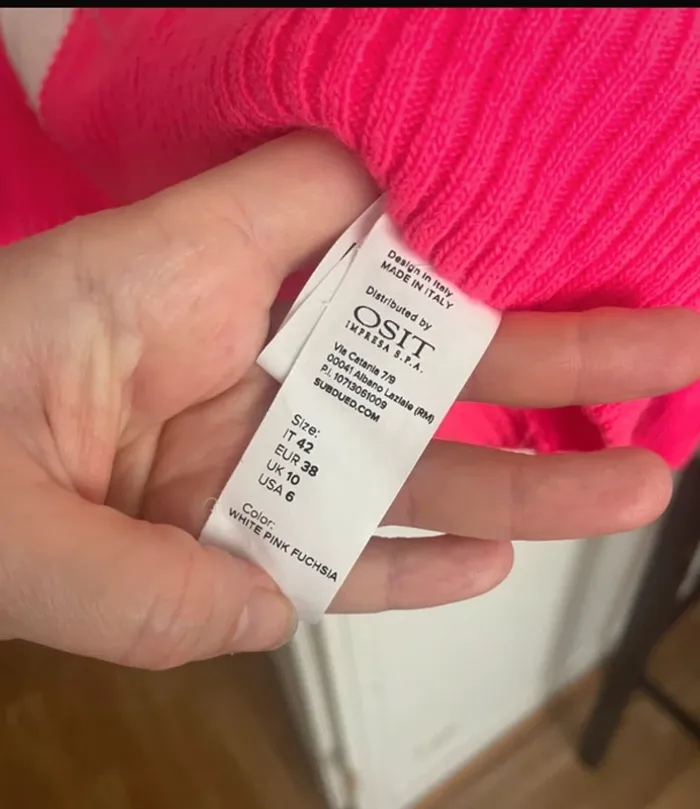 Design in Italy
MADE IN ITALY
Distributed by
OSIT
IMPRESA S.P.A.
Via Catania 7/9
00041 Albano Laziale (RM)
P.I. 10713061009
SUBDUED.COM
Size:
IT 42
EUR 38
UK 10
USA 6
Color:
WHITE PINK FUCHSIA